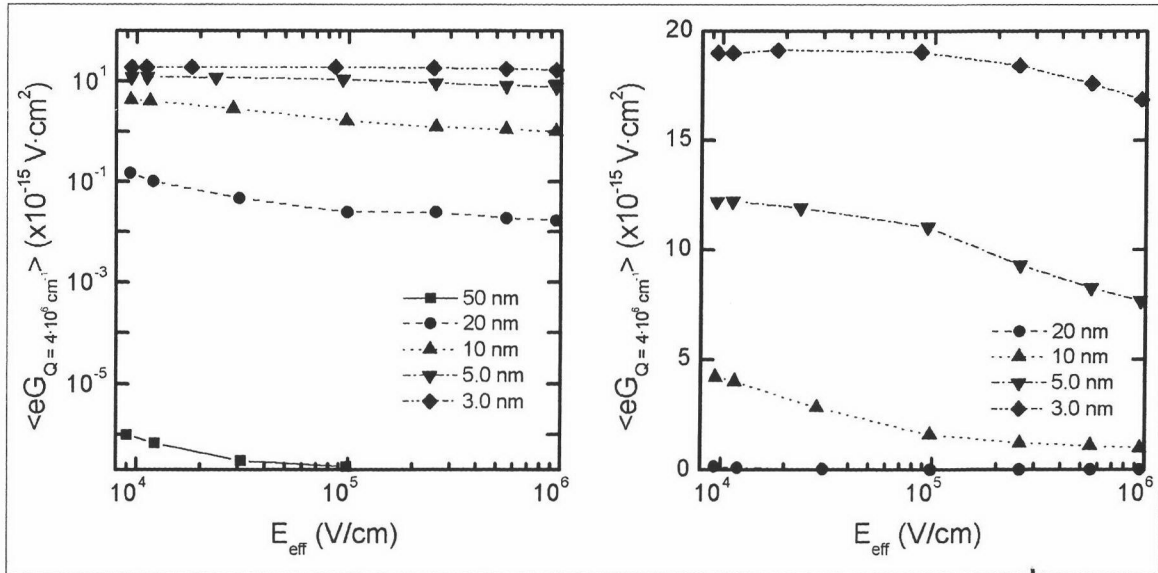 <eG_Q = 4·10^6 cm^-1> (x10^-15 V·cm^2)
10^1
10^-1
10^-3
10^-5
50 nm
20 nm
10 nm
5.0 nm
3.0 nm
10^4
10^5
10^6
E_eff (V/cm)
<eG_Q = 4·10^6 cm^-1> (x10^-15 V·cm^2)
20
15
10
5
0
20 nm
10 nm
5.0 nm
3.0 nm
10^4
10^5
10^6
E_eff (V/cm)